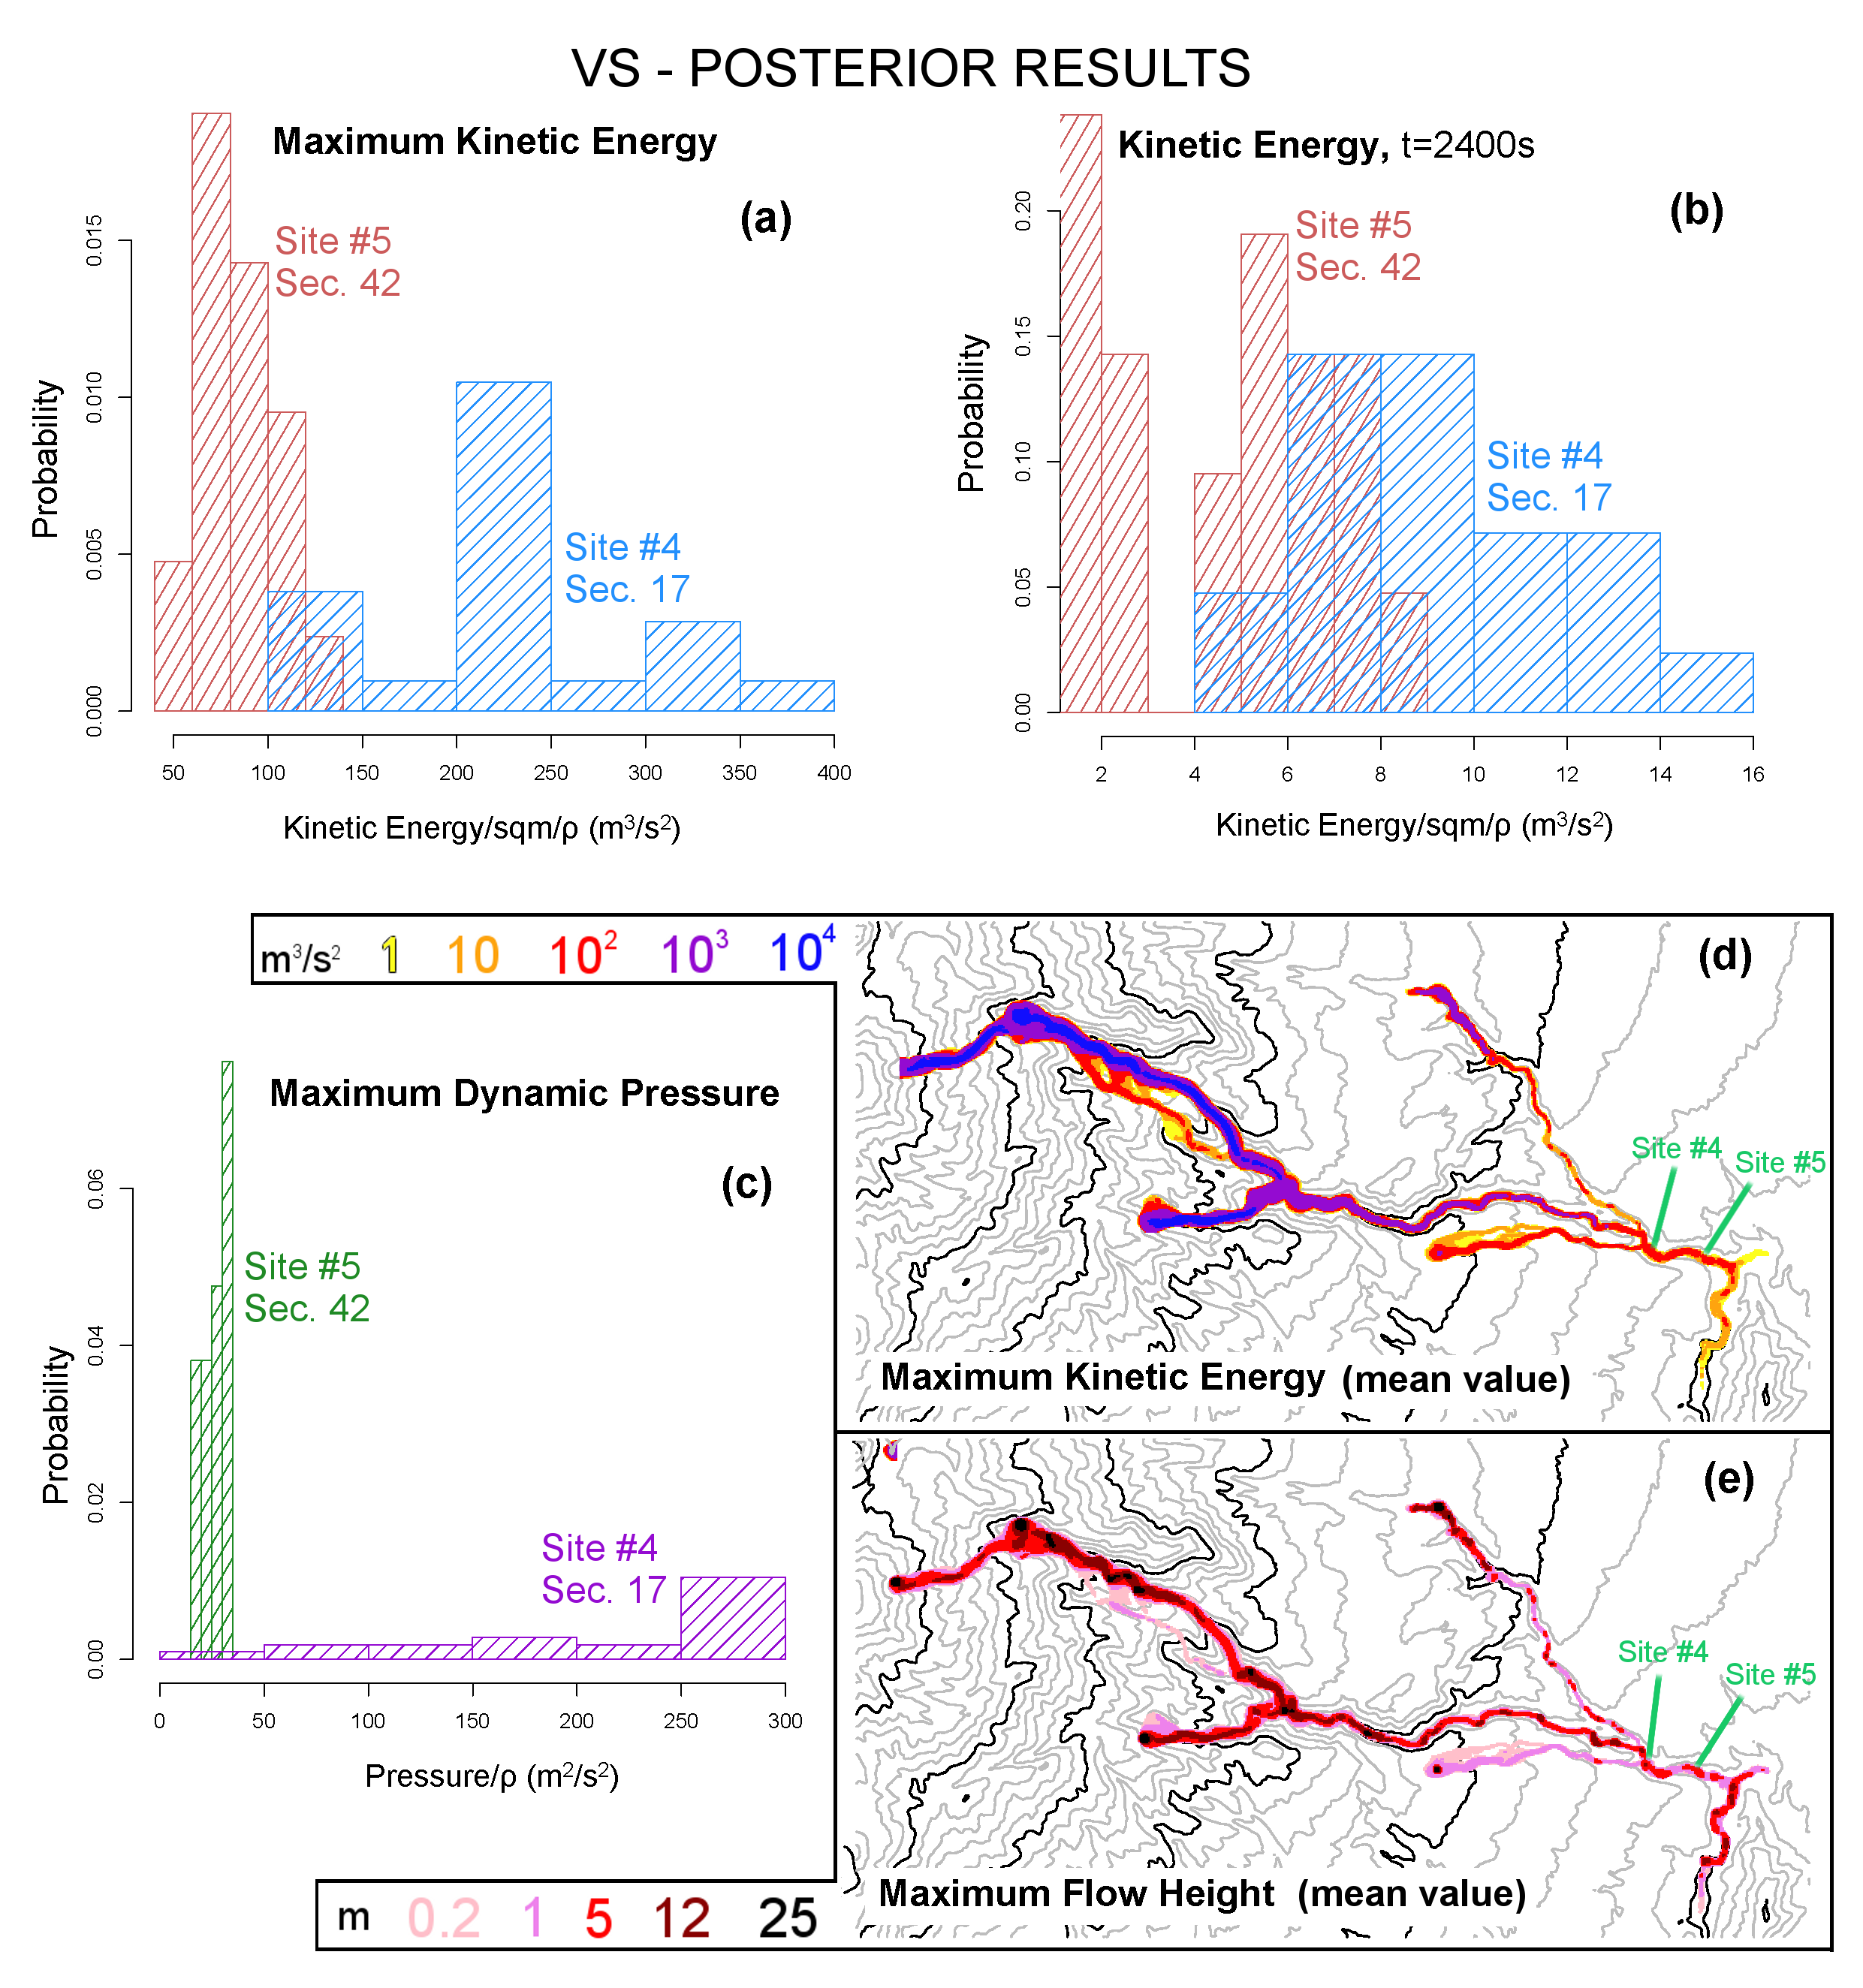 VS - POSTERIOR RESULTS
Maximum Kinetic Energy
(a)
Site #5
Sec. 42
Site #4
Sec. 17
Probability
0.000
0.005
0.010
0.015
50 100 150 200 250 300 350 400
Kinetic Energy/sqm/ρ (m³/s²)
Kinetic Energy, t=2400s
(b)
Site #5
Sec. 42
Site #4
Sec. 17
Probability
0.00
0.05
0.10
0.15
0.20
2 4 6 8 10 12 14 16
Kinetic Energy/sqm/ρ (m³/s²)
m³/s² 1 10 10² 10³ 10⁴
Maximum Dynamic Pressure
(c)
Site #5
Sec. 42
Site #4
Sec. 17
Probability
0.00
0.02
0.04
0.06
0 50 100 150 200 250 300
Pressure/ρ (m²/s²)
(d)
Site #4
Site #5
Maximum Kinetic Energy (mean value)
(e)
Site #4
Site #5
Maximum Flow Height (mean value)
m 0.2 1 5 12 25